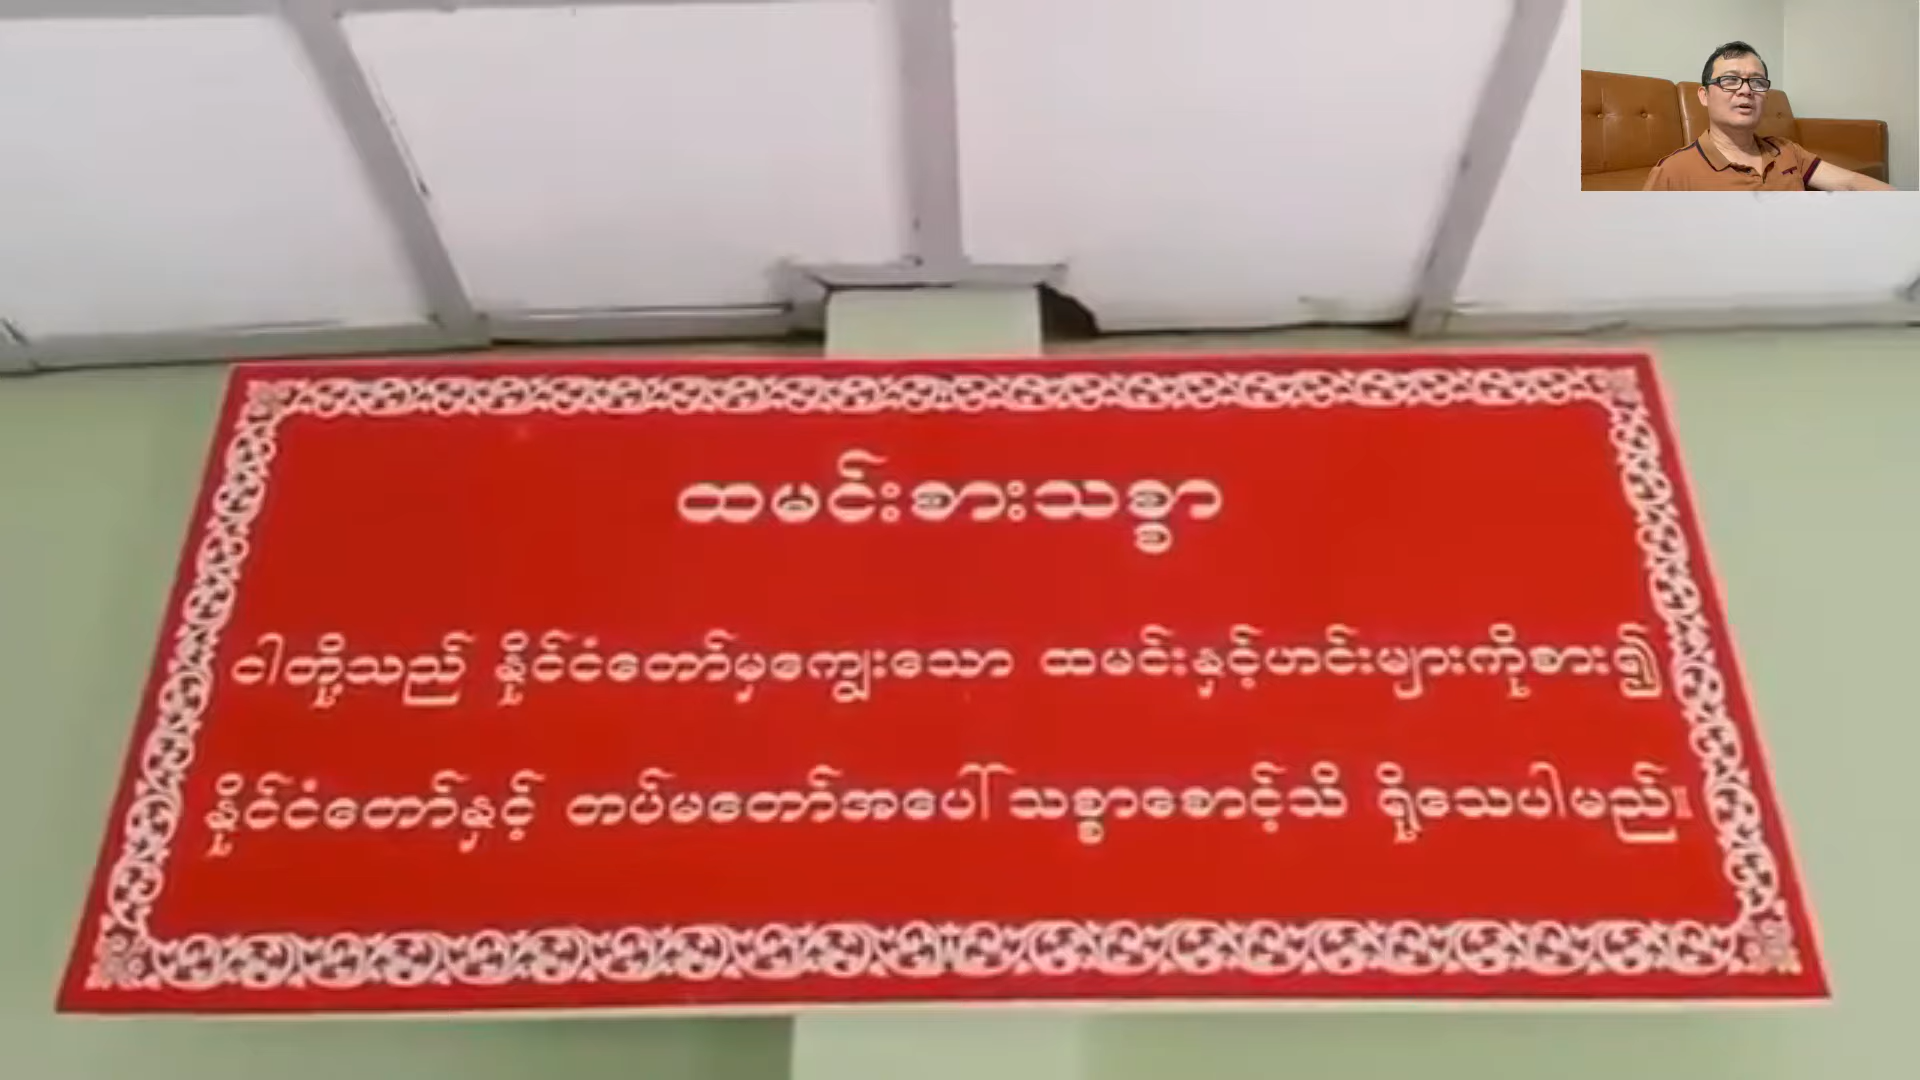 ထမင်းစားသစ္စာ
ငါတို့သည် နိုင်ငံတော်မှကျွေးသော ထမင်းနှင့်ဟင်းများကိုစား၍
နိုင်ငံတော်နှင့် တပ်မတော်အပေါ် သစ္စာစောင့်သိ ရိုသေပါမည်။